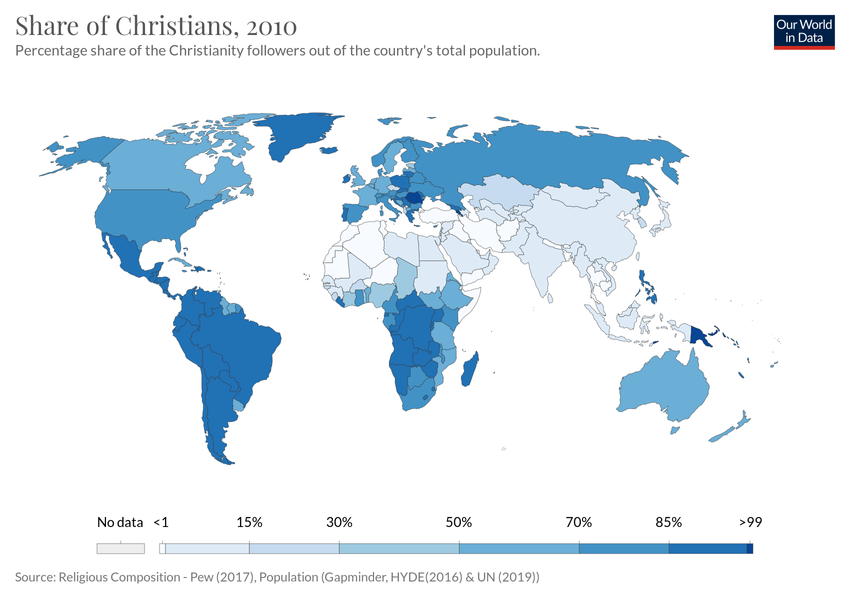 Share of Christians, 2010
Percentage share of the Christianity followers out of the country's total population.
Our World
in Data
No data <1 15% 30% 50% 70% 85% >99
Source: Religious Composition - Pew (2017), Population (Gapminder, HYDE(2016) & UN (2019))